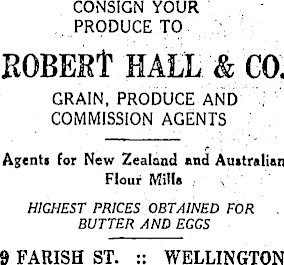 CONSIGN YOUR
PRODUCE TO
ROBERT HALL & CO.
GRAIN, PRODUCE AND
COMMISSION AGENTS
Agents for New Zealand and Australian
Flour Mills
HIGHEST PRICES OBTAINED FOR
BUTTER AND EGGS
9 FARISH ST. :: WELLINGTON